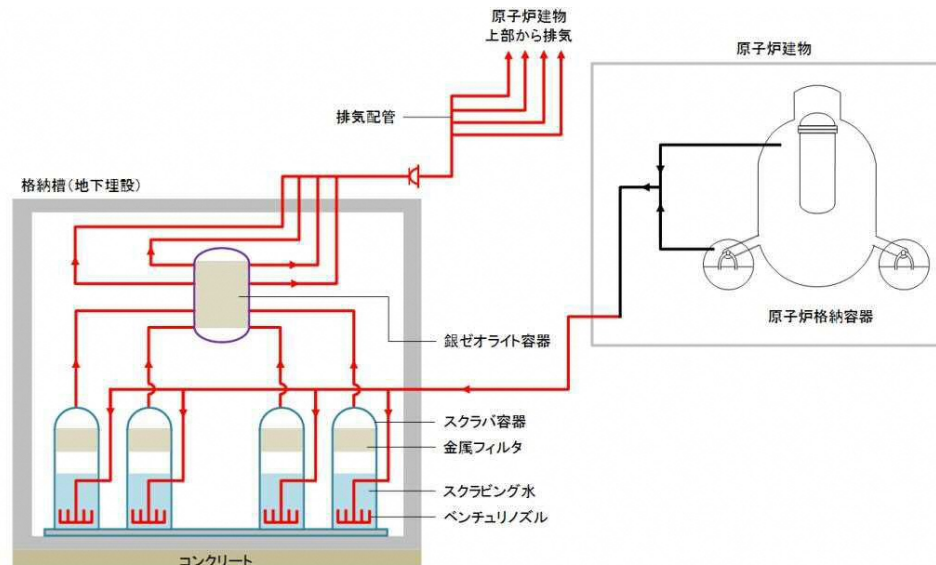 原子炉建物
上部から排気
原子炉建物
排気配管
格納槽(地下埋設)
原子炉格納容器
銀ゼオライト容器
スクラバ容器
金属フィルタ
スクラビング水
ベンチュリノズル
コンクリート